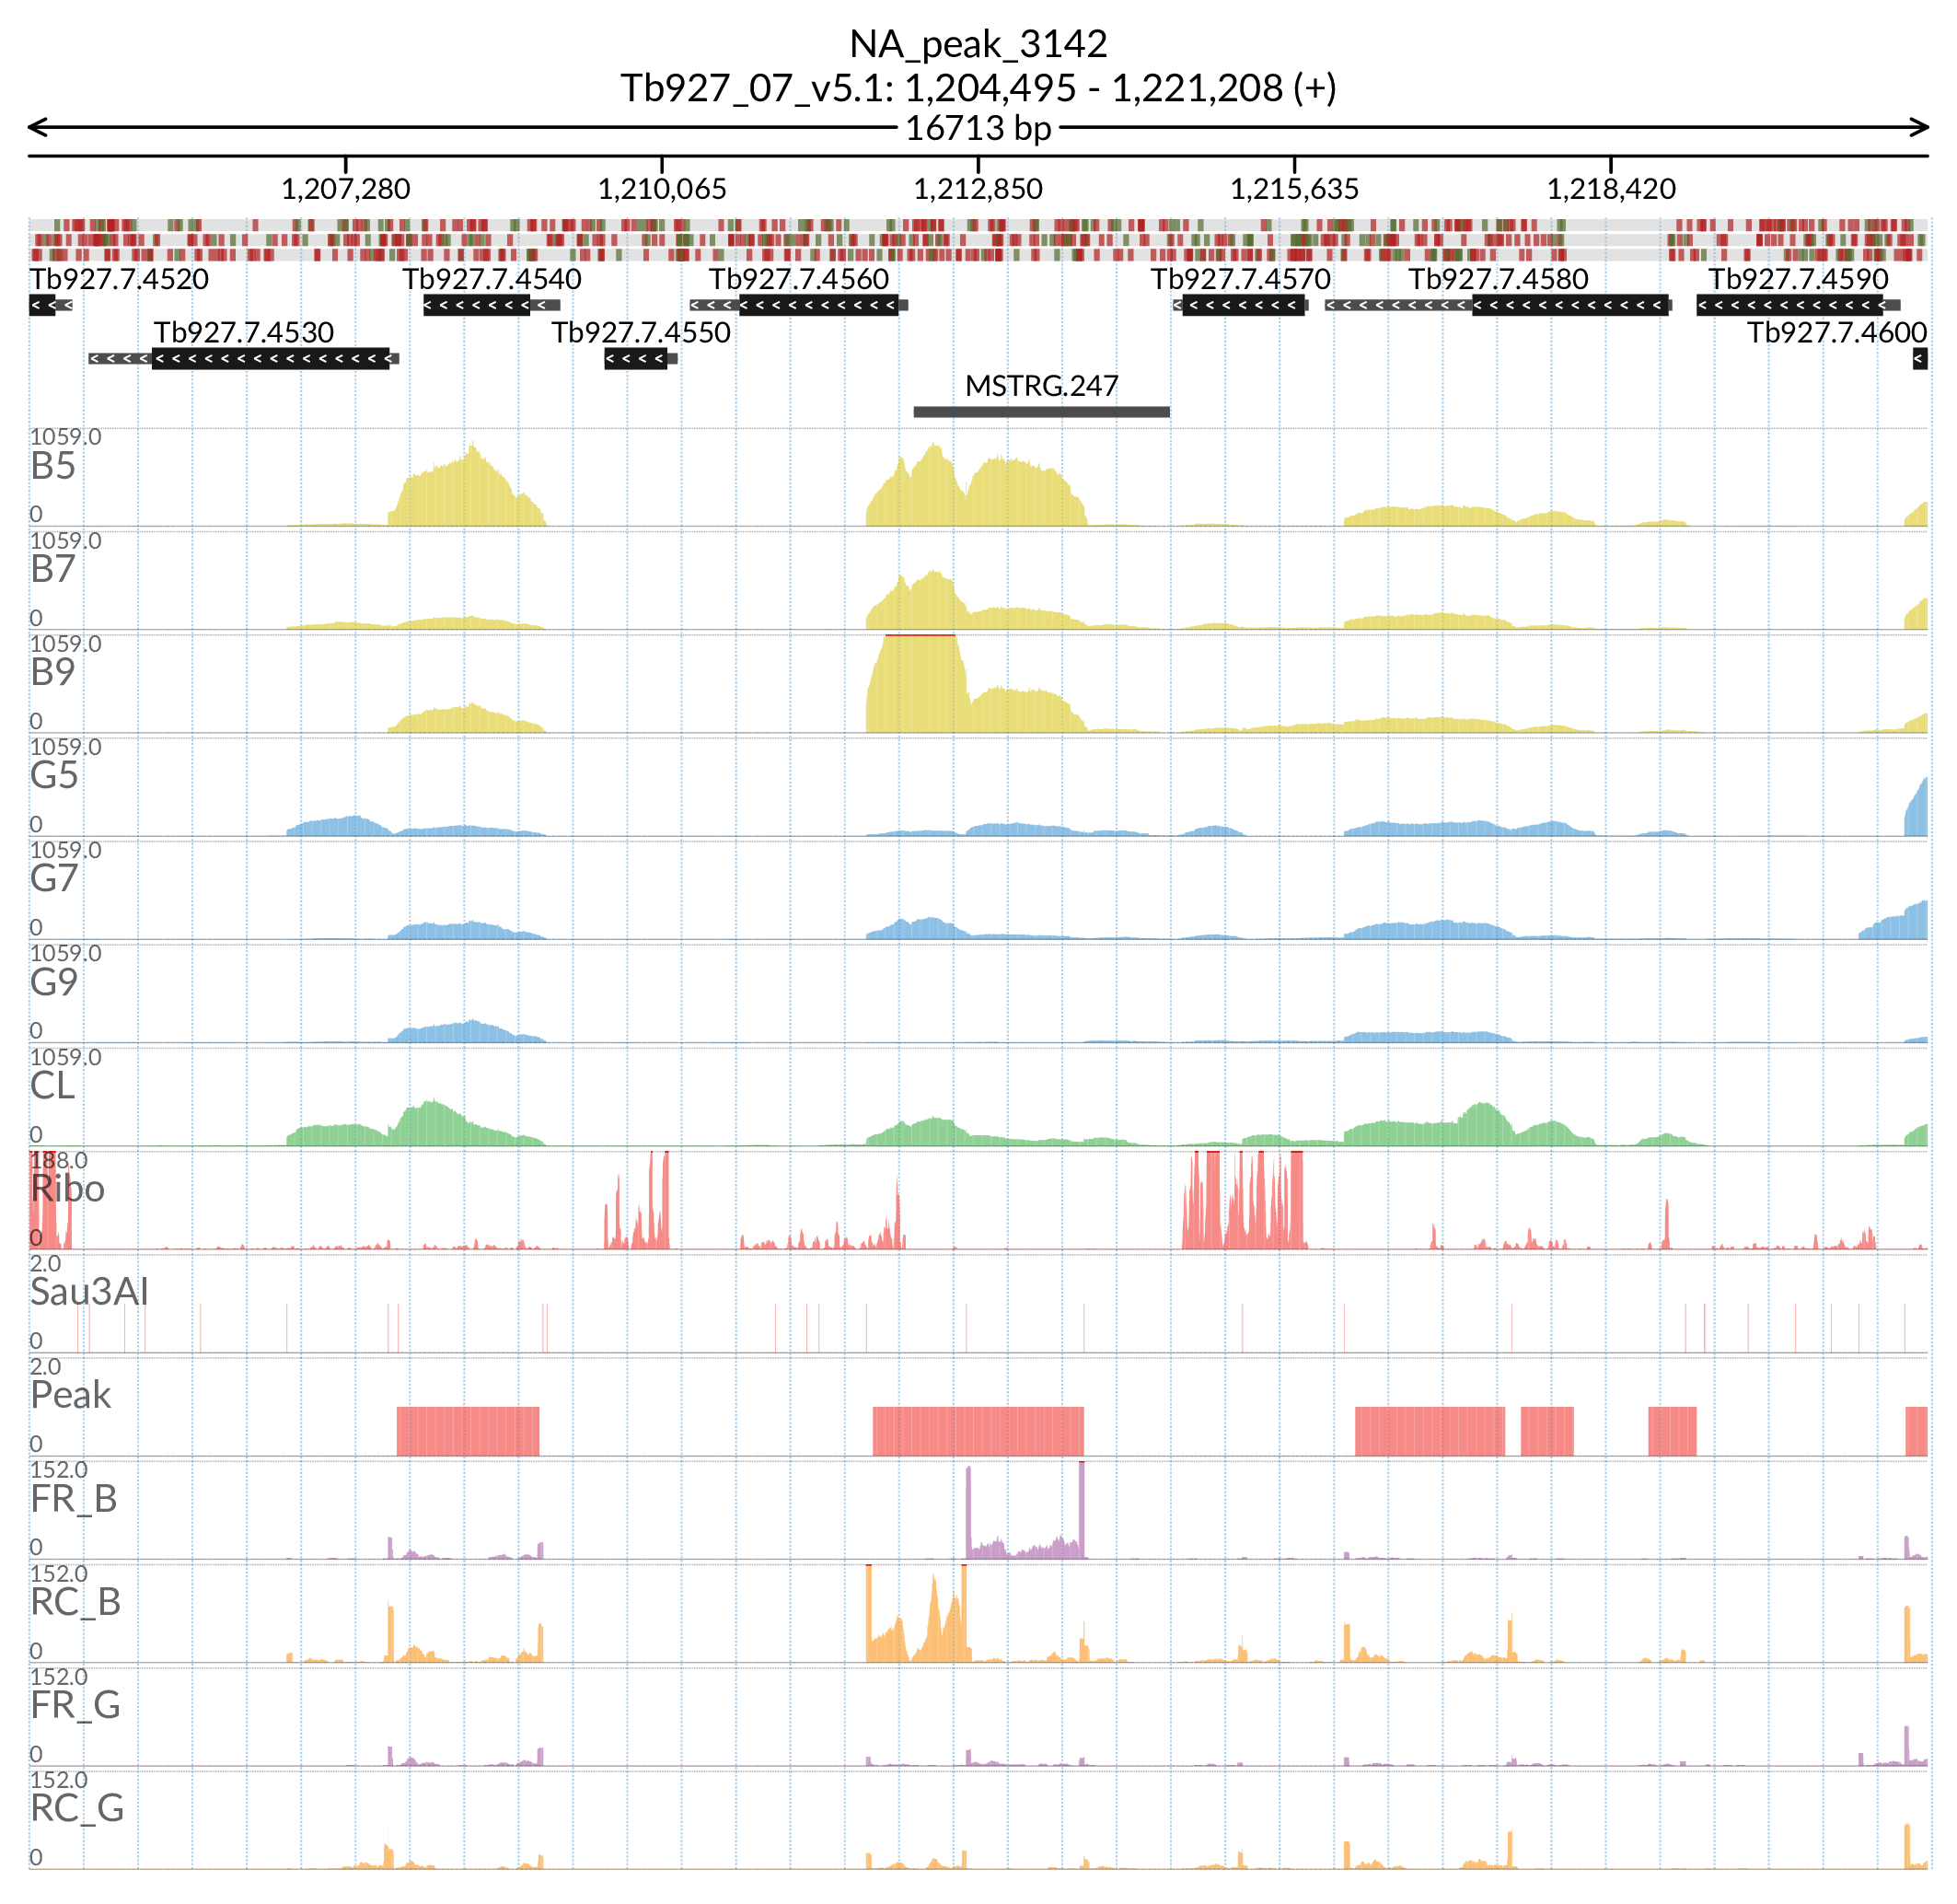 NA_peak_3142
Tb927_07_v5.1: 1,204,495 - 1,221,208 (+)
16713 bp
1,207,280 1,210,065 1,212,850 1,215,635 1,218,420
Tb927.7.4520 Tb927.7.4540 Tb927.7.4560 Tb927.7.4570 Tb927.7.4580 Tb927.7.4590
Tb927.7.4530 Tb927.7.4550 Tb927.7.4600
MSTRG.247
1059.0
B5
0
1059.0
B7
0
1059.0
B9
0
1059.0
G5
0
1059.0
G7
0
1059.0
G9
0
1059.0
CL
0
188.0
Ribo
0
2.0
Sau3AI
0
2.0
Peak
0
152.0
FR_B
0
152.0
RC_B
0
152.0
FR_G
0
152.0
RC_G
0